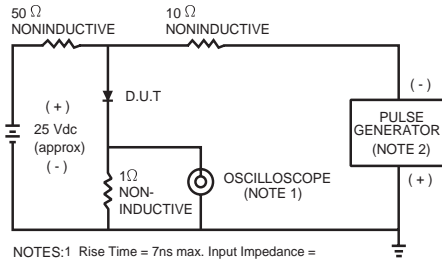 50 Ω
NONINDUCTIVE
10 Ω
NONINDUCTIVE
(+)
25 Vdc
(approx)
(-)
D.U.T
1Ω
NON-
INDUCTIVE
OSCILLOSCOPE
(NOTE 1)
(-)
PULSE
GENERATOR
(NOTE 2)
(+)
NOTES:1 Rise Time = 7ns max. Input Impedance =